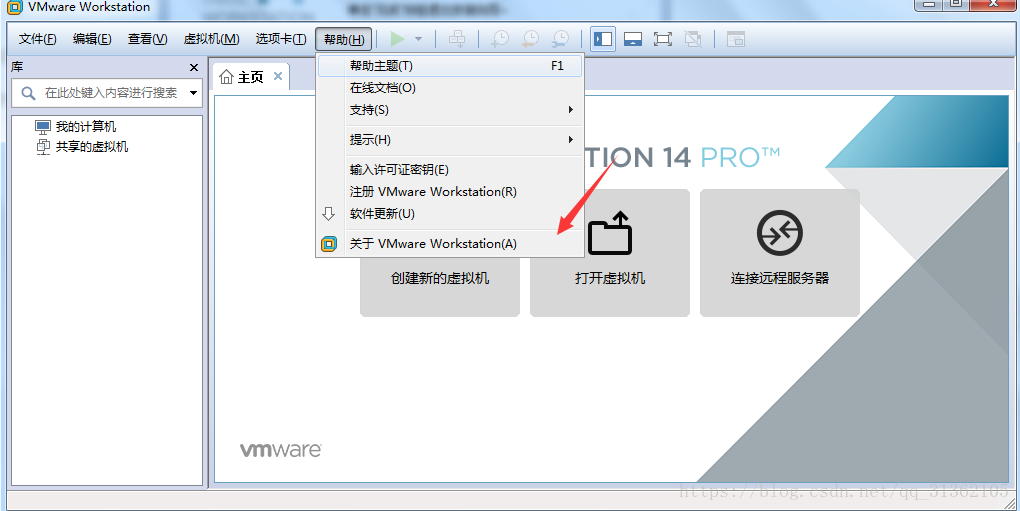 VMware Workstation
文件(F) 编辑(E) 查看(V) 虚拟机(M) 选项卡(T) 帮助(H)
库
在此处键入内容进行搜索
我的计算机
共享的虚拟机
主页
帮助主题(T) F1
在线文档(O)
支持(S)
提示(H)
输入许可证密钥(E)
注册 VMware Workstation(R)
软件更新(U)
关于 VMware Workstation(A)
TION 14 PRO™
创建新的虚拟机
打开虚拟机
连接远程服务器
vmware
https://blog.csdn.net/qq_31362105